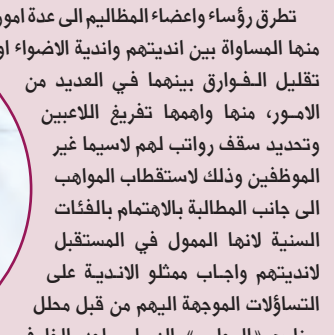 تطرق رؤساء واعضاء المظاليم الى عدة امور
منها المساواة بين انديتهم واندية الاضواء او
تقليل الفوارق بينهما في العديد من
الامور، منها واهمها تفريغ اللاعبين
وتحديد سقف رواتب لهم لاسيما غير
الموظفين وذلك لاستقطاب المواهب
الى جانب المطالبة بالاهتمام بالفئات
السنية لانها الممول في المستقبل
لانديتهم واجاب ممثلو الاندية على
التساؤلات الموجهة اليهم من قبل محلل